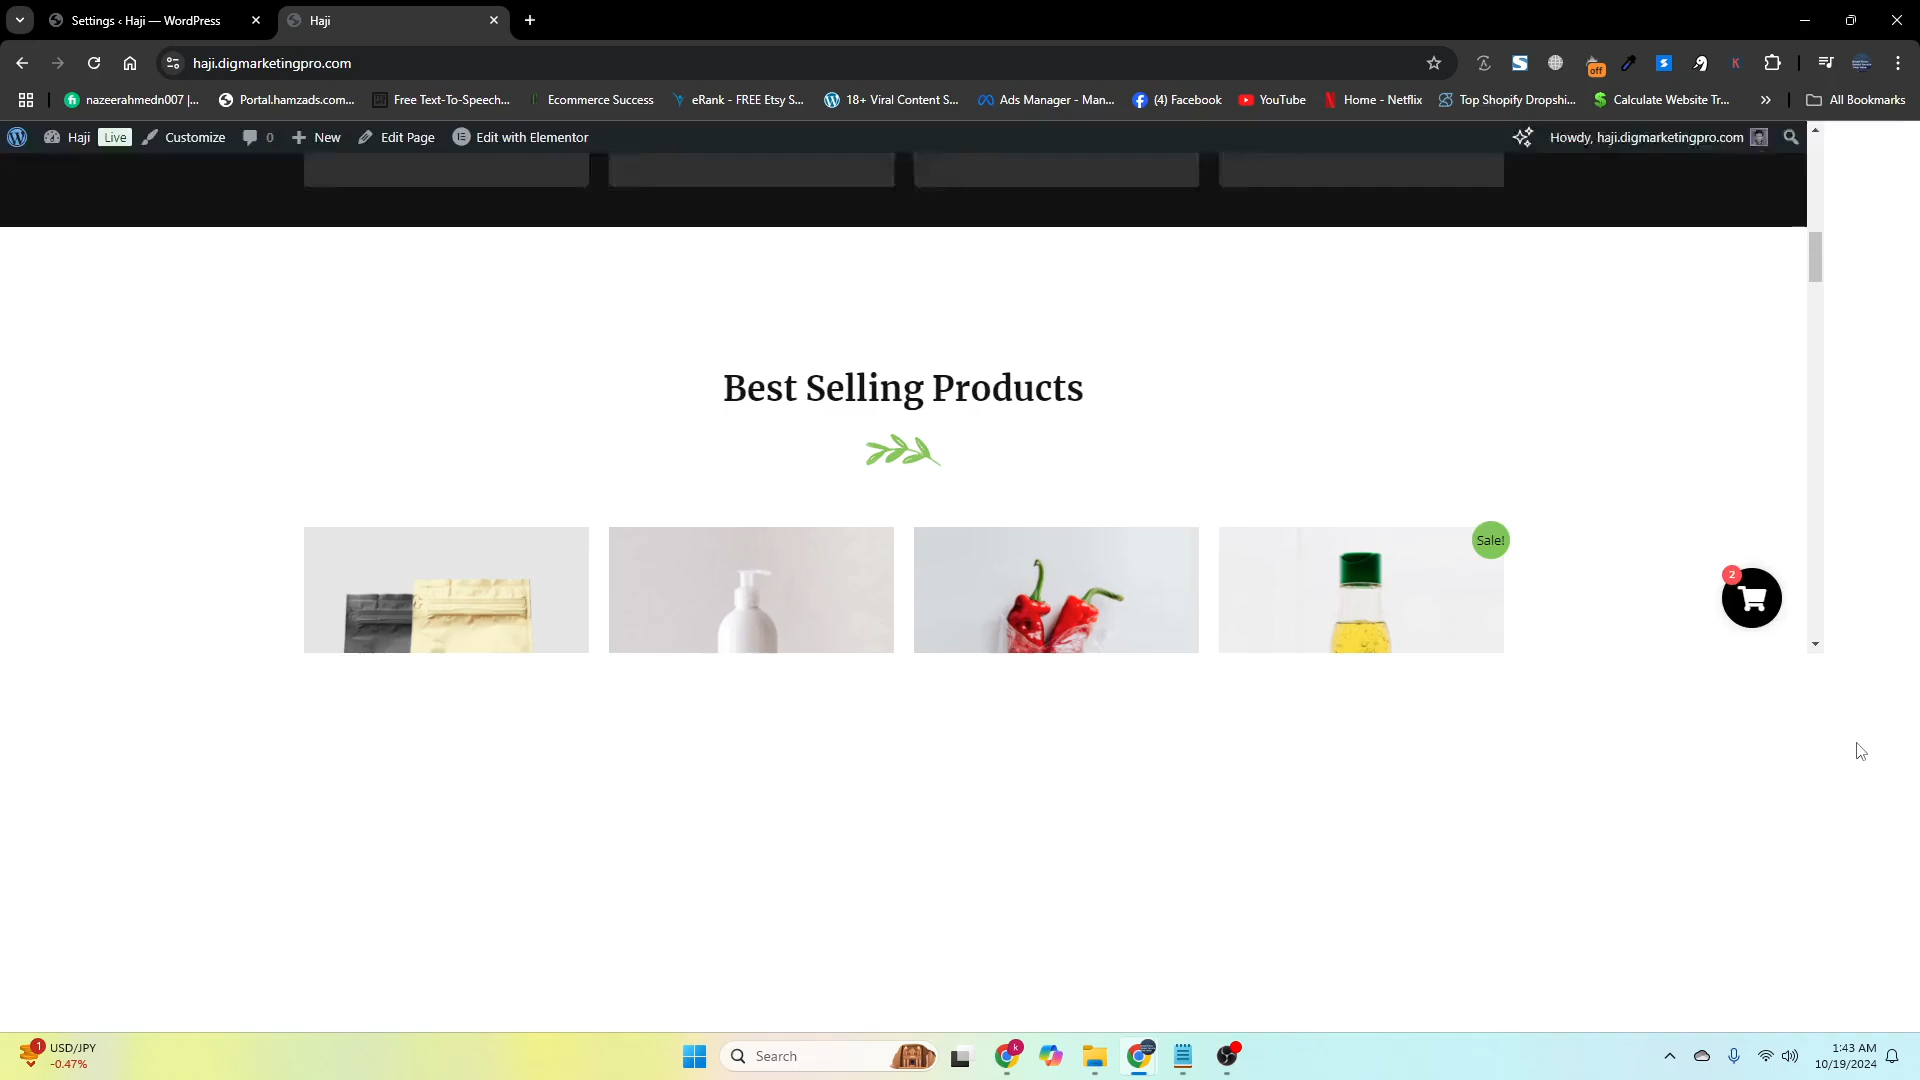 Settings ‹ Haji — WordPress
Haji
haji.digmarketingpro.com
off
K
nazeerahmedn007 |...
Portal.hamzads.com...
Free Text-To-Speech...
Ecommerce Success
eRank - FREE Etsy S...
18+ Viral Content S...
Ads Manager - Man...
(4) Facebook
YouTube
Home - Netflix
Top Shopify Dropshi...
Calculate Website Tr...
»
All Bookmarks
Haji
Live
Customize
0
New
Edit Page
Edit with Elementor
Howdy, haji.digmarketingpro.com
Best Selling Products
Sale!
2
1
USD/JPY
-0.47%
Search
k
1:43 AM
10/19/2024